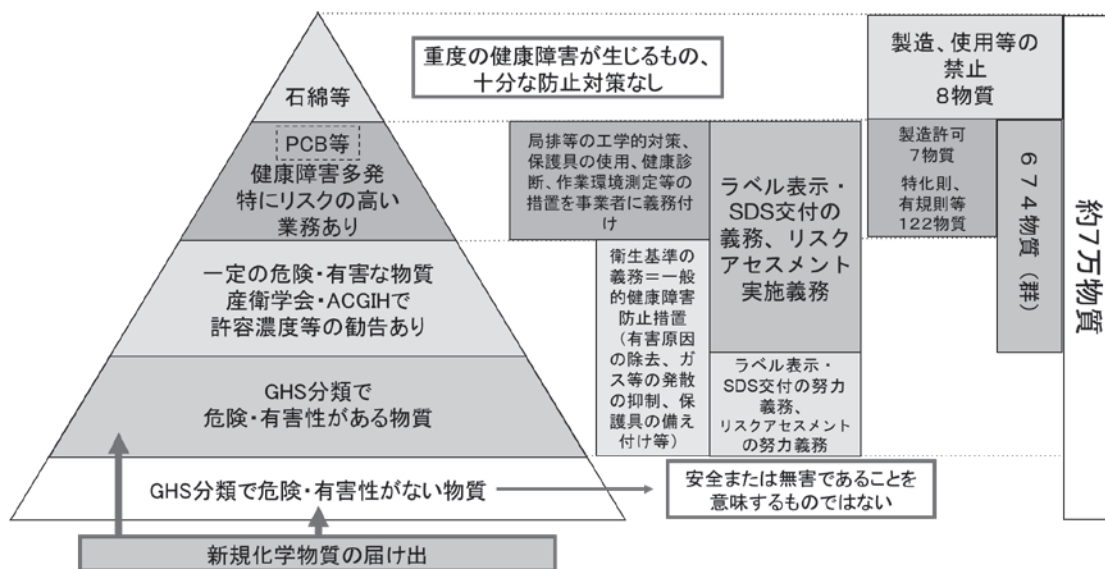 重度の健康障害が生じるもの、
十分な防止対策なし
製造、使用等の
禁止
8物質
石綿等
PCB等
健康障害多発
特にリスクの高い
業務あり
局排等の工学的対策、
保護具の使用、健康診
断、作業環境測定等の
措置を事業者に義務付
け
ラベル表示・
SDS交付の
義務、リスク
アセスメント
実施義務
製造許可
7物質
特化則、
有規則等
122物質
674物質（群）
約7万物質
一定の危険・有害な物質
産衛学会・ACGIHで
許容濃度等の勧告あり
衛生基準の
義務＝一般
的健康障害
防止措置
（有害原因
の除去、ガ
ス等の発散
の抑制、保
護具の備え
付け等）
GHS分類で
危険・有害性がある物質
ラベル表示・
SDS交付の努力
義務、
リスクアセスメント
の努力義務
GHS分類で危険・有害性がない物質
安全または無害であることを
意味するものではない
新規化学物質の届け出